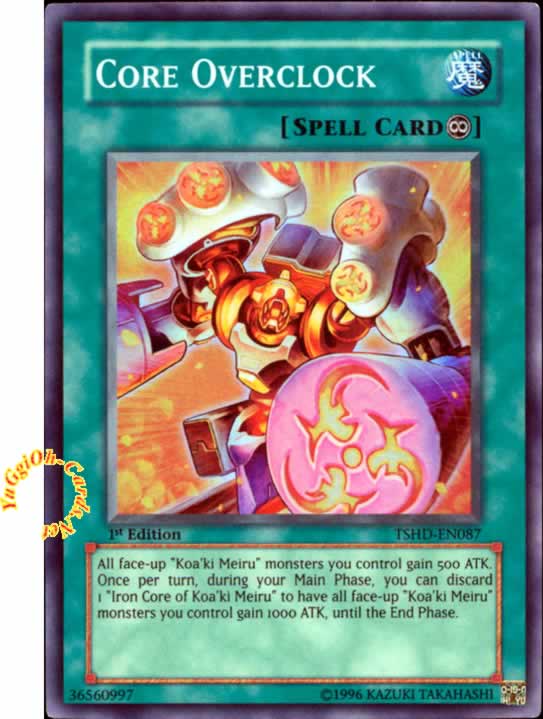 CORE OVERCLOCK
SPELL
魔
[SPELL CARD∞]
YuGgiOh-Cards.Net
1st Edition
TSHD-EN087
All face-up "Koa'ki Meiru" monsters you control gain 500 ATK.
Once per turn, during your Main Phase, you can discard
1 "Iron Core of Koa'ki Meiru" to have all face-up "Koa'ki Meiru"
monsters you control gain 1000 ATK, until the End Phase.
36560997
©1996 KAZUKI TAKAHASHI